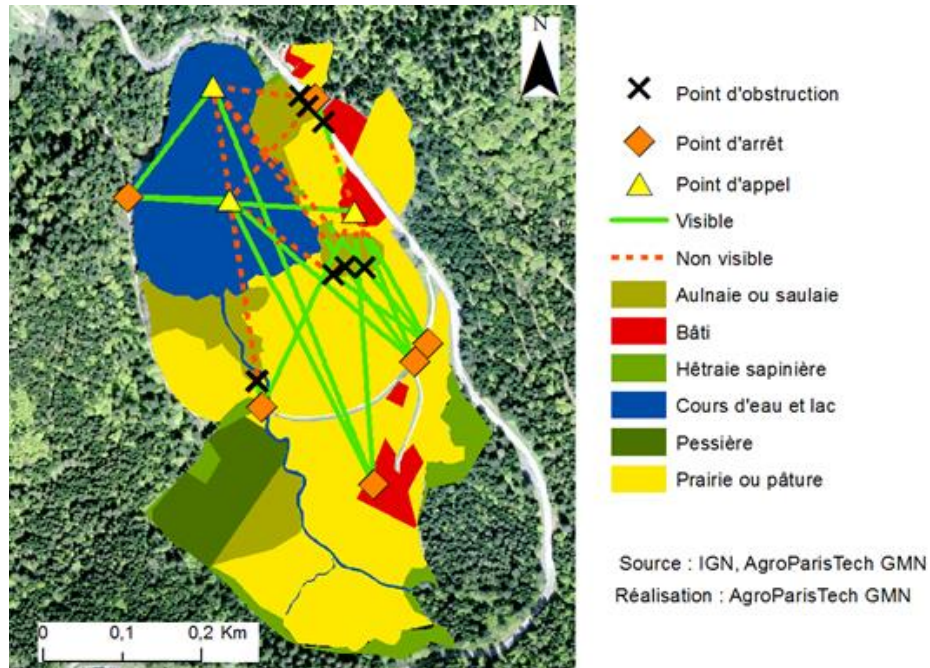 N
Point d'obstruction
Point d'arrêt
Point d'appel
Visible
Non visible
Aulnaie ou saulaie
Bâti
Hêtraie sapinière
Cours d'eau et lac
Pessière
Prairie ou pâture
Source : IGN, AgroParisTech GMN
Réalisation : AgroParisTech GMN
0 0,1 0,2 Km